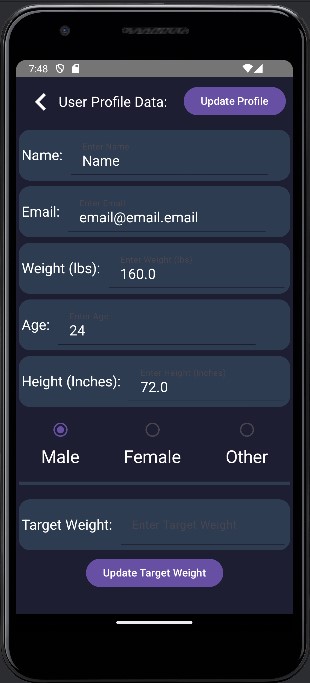 7:48
User Profile Data:
Update Profile
Enter Name
Name:
Name
Enter Email
Email:
email@email.email
Enter Weight (lbs)
Weight (lbs):
160.0
Enter Age
Age:
24
Enter Height (Inches)
Height (Inches):
72.0
Male
Female
Other
Target Weight:
Enter Target Weight
Update Target Weight